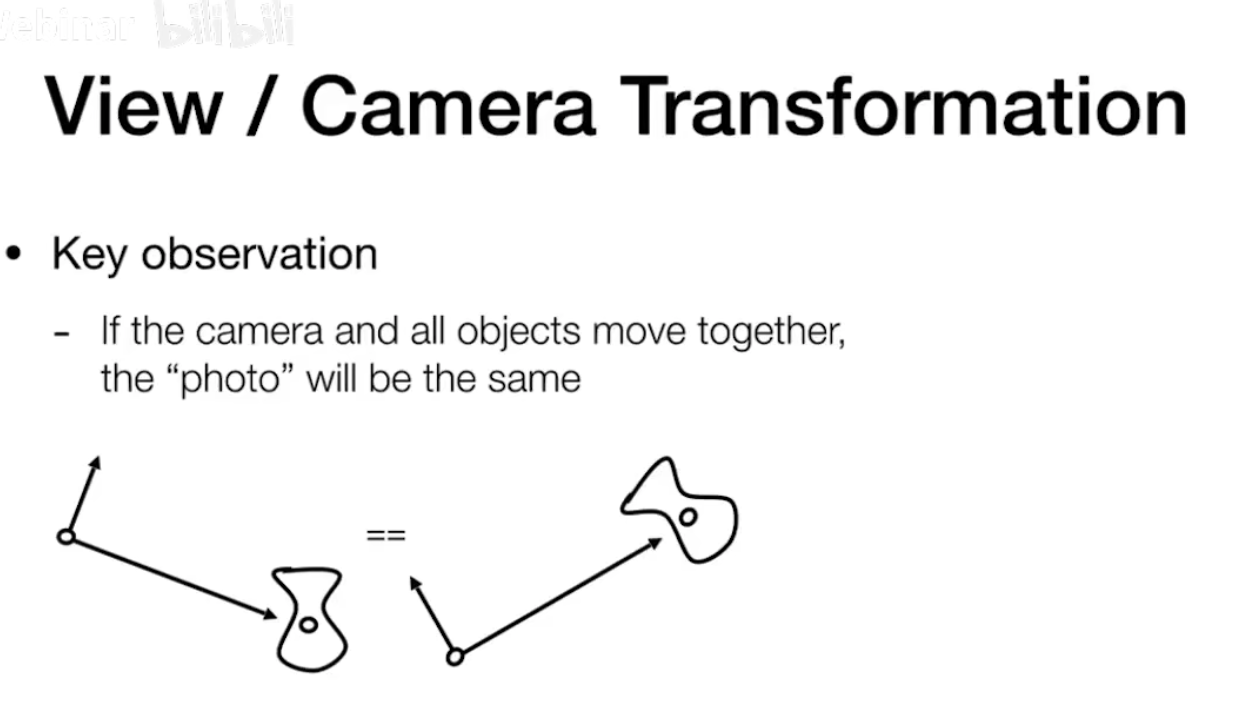 Webinar bilibili
View / Camera Transformation
• Key observation
- If the camera and all objects move together,
the “photo” will be the same
==